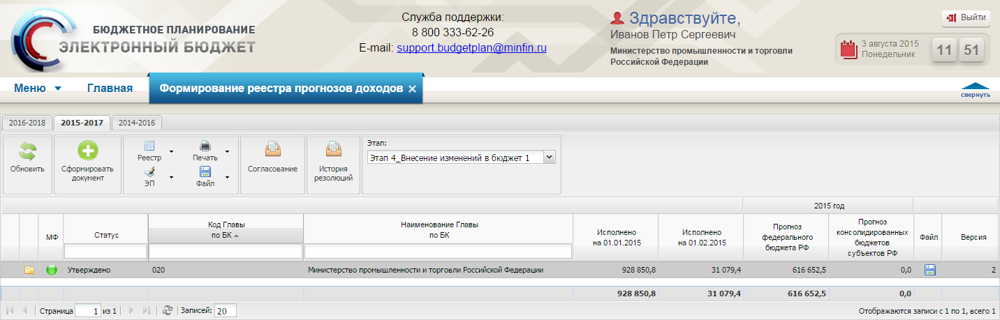 БЮДЖЕТНОЕ ПЛАНИРОВАНИЕ
ЭЛЕКТРОННЫЙ БЮДЖЕТ
Служба поддержки:
8 800 333-62-26
E-mail: support.budgetplan@minfin.ru
Здравствуйте,
Иванов Петр Сергеевич
Министерство промышленности и торговли
Российской Федерации
Выйти
3 августа 2015
Понедельник
11 51
Меню Главная Формирование реестра прогнозов доходов
свернуть
2016-2018 2015-2017 2014-2016
Обновить
Сформировать
документ
Реестр
Печать
ЭП
Файл
Согласование
История
резолюций
Этап:
Этап 4_Внесение изменений в бюджет 1
2015 год
МФ
Статус
Код Главы
по БК
Наименование Главы
по БК
Исполнено
на 01.01.2015
Исполнено
на 01.02.2015
Прогноз
федерального
бюджета РФ
Прогноз
консолидированных
бюджетов
субъектов РФ
Файл
Версия
Утверждено 020 Министерство промышленности и торговли Российской Федерации 928 850,8 31 079,4 616 652,5 0,0 2
928 850,8 31 079,4 616 652,5 0,0
Страница 1 из 1 Записей: 20 Отображаются записи с 1 по 1, всего 1